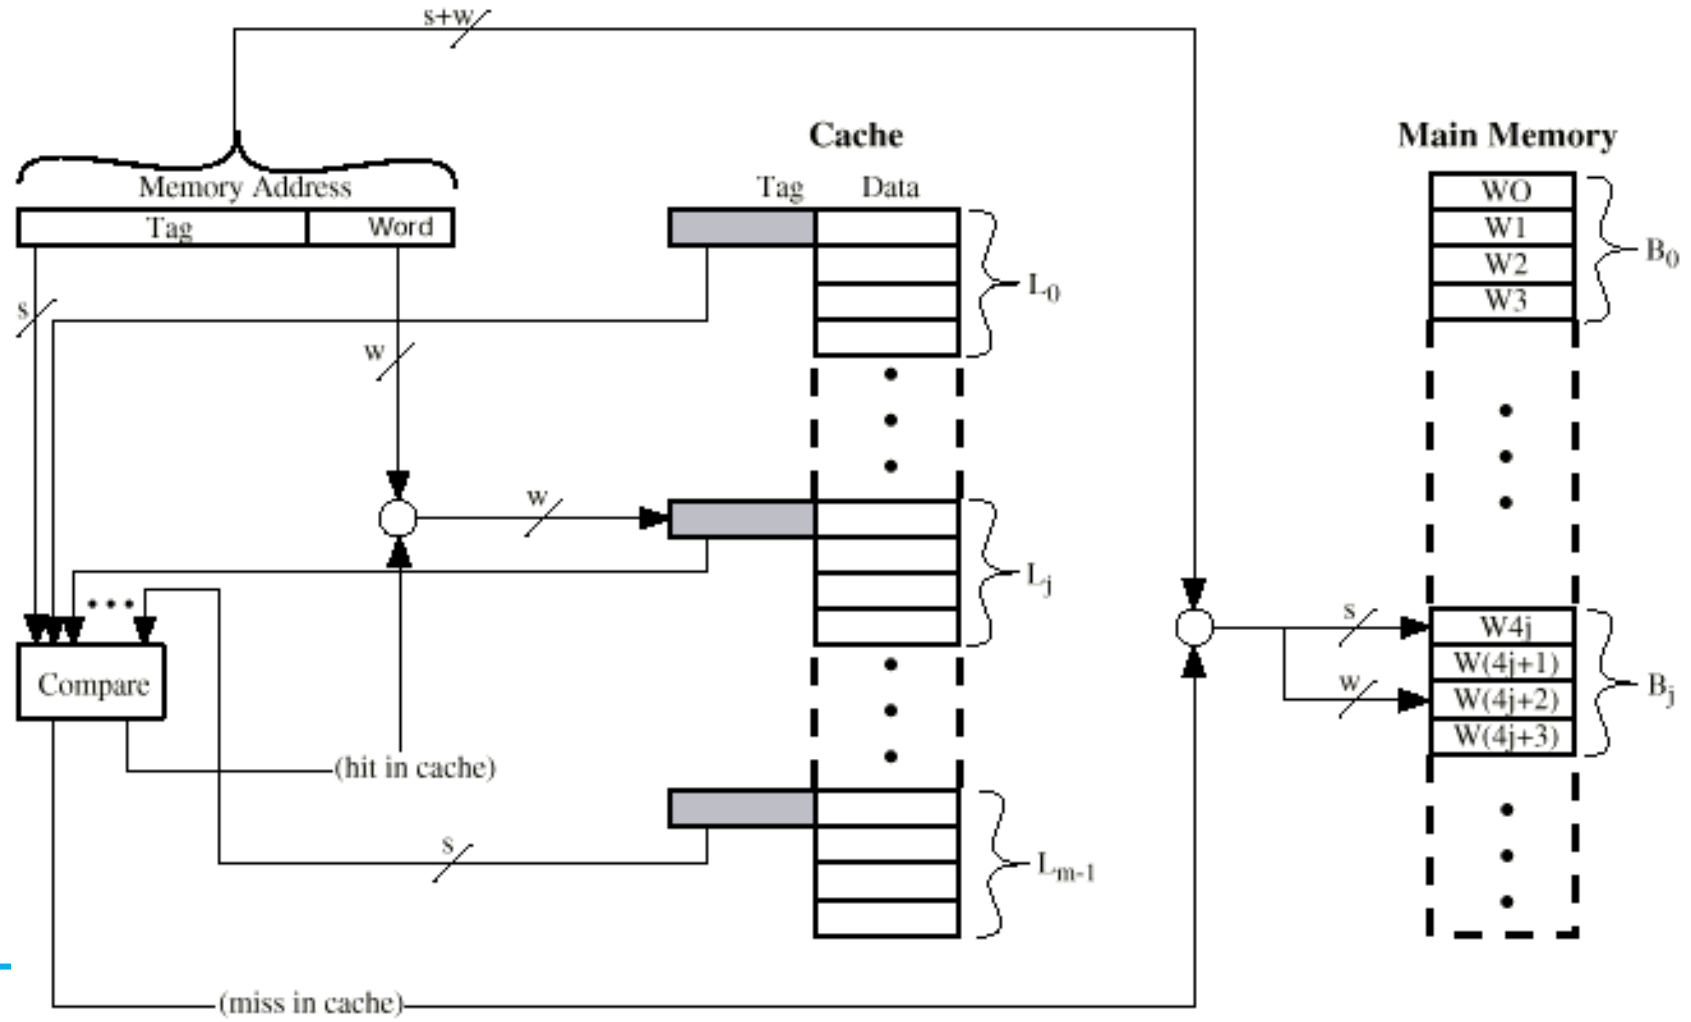 s+w
Cache
Main Memory
Memory Address
Tag Data
Tag Word
WO
W1
W2
W3
B0
L0
s
w
w
Lj
s
W4j
W(4j+1)
w
W(4j+2)
W(4j+3)
Bj
Compare
(hit in cache)
s
Lm-1
(miss in cache)